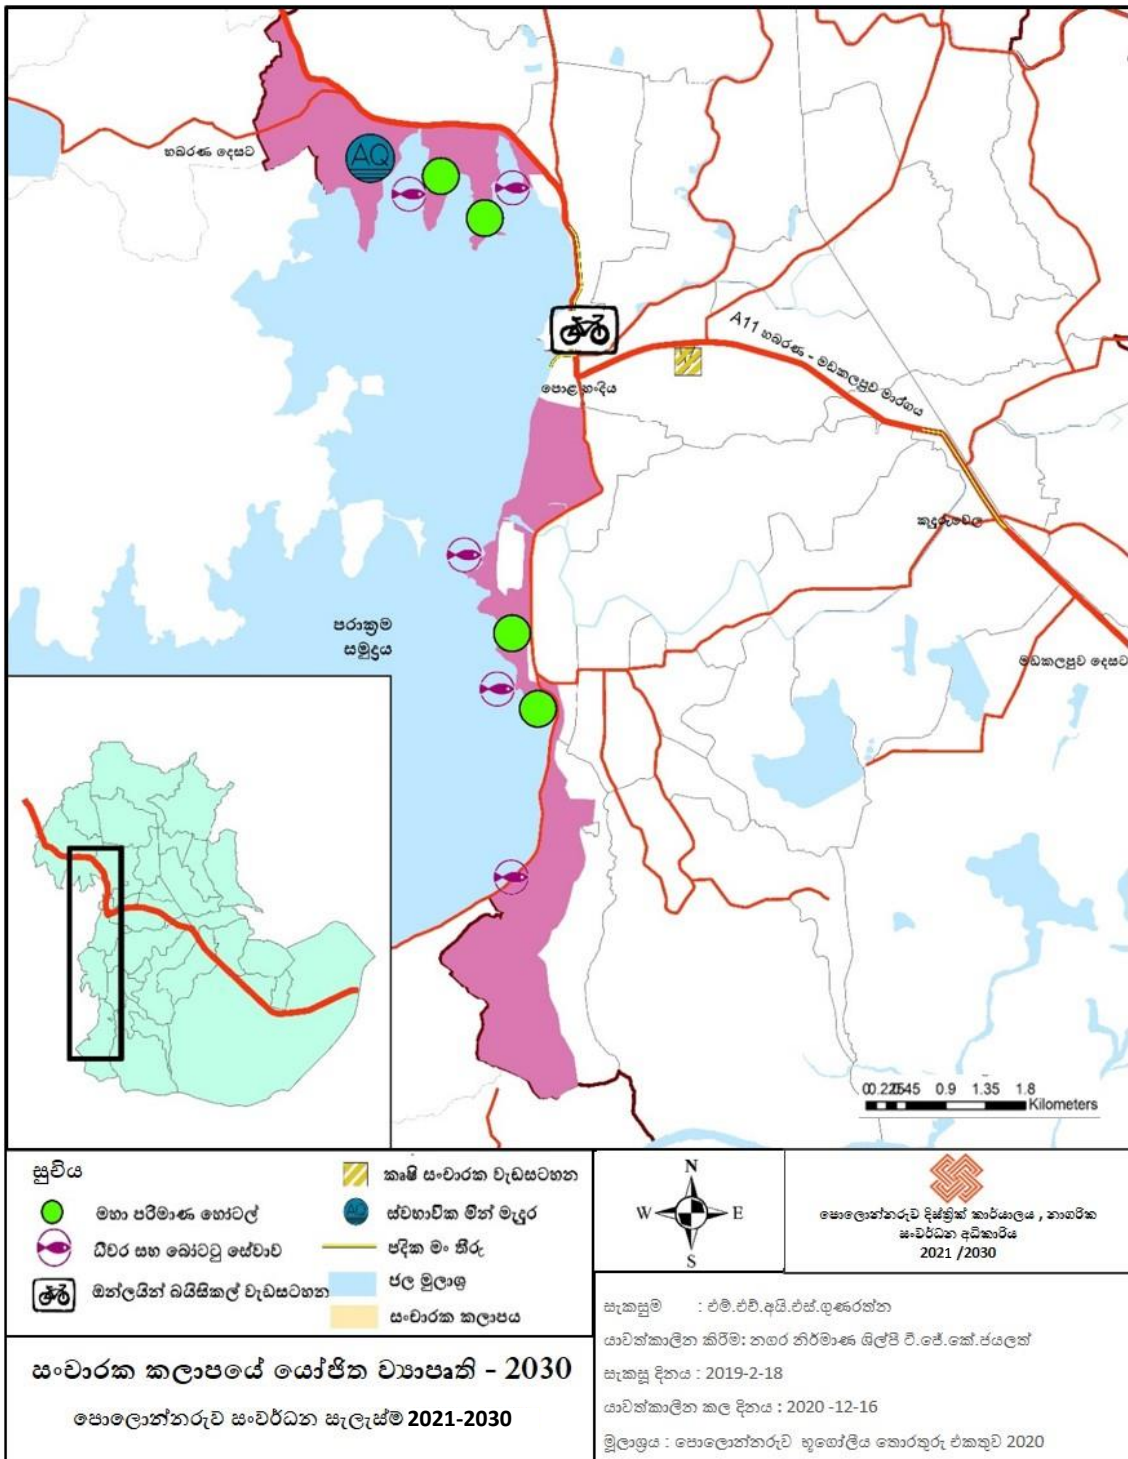 හබරණ දෙසට
AQ
A11 හබරණ - මඩකලපුව මාර්ගය
පොළ හංදිය
කුදුරුවෙල
පරාක්‍රම
සමුද්‍රය
මඩකලපුව දෙසට
0.9 1.35 1.8
Kilometers
සූචිය
මහා පරිමාණ හෝටල්
ධීවර සහ බෝට්ටු සේවාව
ඔන්ලයින් බයිසිකල් වැඩසටහන
කෘෂි සංචාරක වැඩසටහන
AQ
ස්වභාවික මින් මැදුර
පදික මං තීරු
ජල මුලාශ්‍ර
සංචාරක කලාපය
N
W E
S
පොලොන්නරුව දිස්ත්‍රික් කාර්යාලය , නාගරික
සංවර්ධන අධිකාරිය
2021 /2030
සංචාරක කලාපයේ යෝජිත ව්‍යාපෘති - 2030
පොලොන්නරුව සංවර්ධන සැලැස්ම 2021-2030
සැකසුම : එම්.එච්.අයි.එස්.ගුණරත්න
යාවත්කාලීන කිරීම: නගර නිර්මාණ ශිල්පී ටී.ජේ.කේ.ජයලත්
සැකසූ දිනය : 2019-2-18
යාවත්කාලීන කල දිනය : 2020 -12-16
මූලාශ්‍රය : පොලොන්නරුව භූගෝලීය තොරතුරු එකතුව 2020